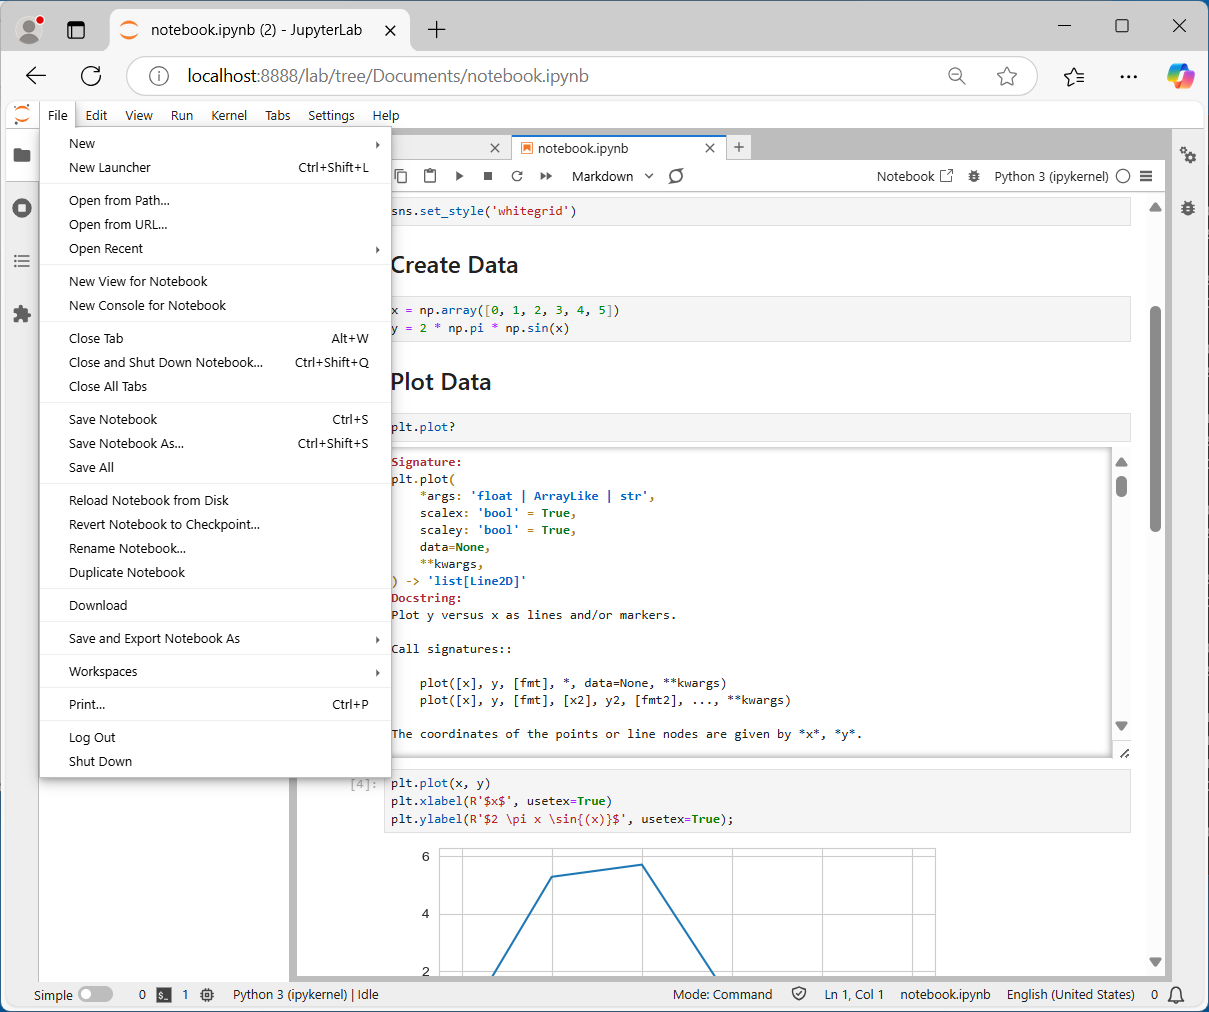 notebook.ipynb (2) - JupyterLab
localhost:8888/lab/tree/Documents/notebook.ipynb
File Edit View Run Kernel Tabs Settings Help
New
New Launcher Ctrl+Shift+L
Open from Path...
Open from URL...
Open Recent
New View for Notebook
New Console for Notebook
Close Tab Alt+W
Close and Shut Down Notebook... Ctrl+Shift+Q
Close All Tabs
Save Notebook Ctrl+S
Save Notebook As... Ctrl+Shift+S
Save All
Reload Notebook from Disk
Revert Notebook to Checkpoint...
Rename Notebook...
Duplicate Notebook
Download
Save and Export Notebook As
Workspaces
Print... Ctrl+P
Log Out
Shut Down
notebook.ipynb
Markdown Notebook Python 3 (ipykernel)
sns.set_style('whitegrid')
Create Data
x = np.array([0, 1, 2, 3, 4, 5])
y = 2 * np.pi * np.sin(x)
Plot Data
plt.plot?
Signature:
plt.plot(
*args: 'float | ArrayLike | str',
scalex: 'bool' = True,
scaley: 'bool' = True,
data=None,
**kwargs,
) -> 'list[Line2D]'
Docstring:
Plot y versus x as lines and/or markers.
Call signatures::
plot([x], y, [fmt], *, data=None, **kwargs)
plot([x], y, [fmt], [x2], y2, [fmt2], ..., **kwargs)
The coordinates of the points or line nodes are given by *x*, *y*.
[4]: plt.plot(x, y)
plt.xlabel(R'$x$', usetex=True)
plt.ylabel(R'$2 \pi x \sin{(x)}$', usetex=True);
6
4
2
Simple 0 $_ 1 Python 3 (ipykernel) | Idle Mode: Command Ln 1, Col 1 notebook.ipynb English (United States) 0